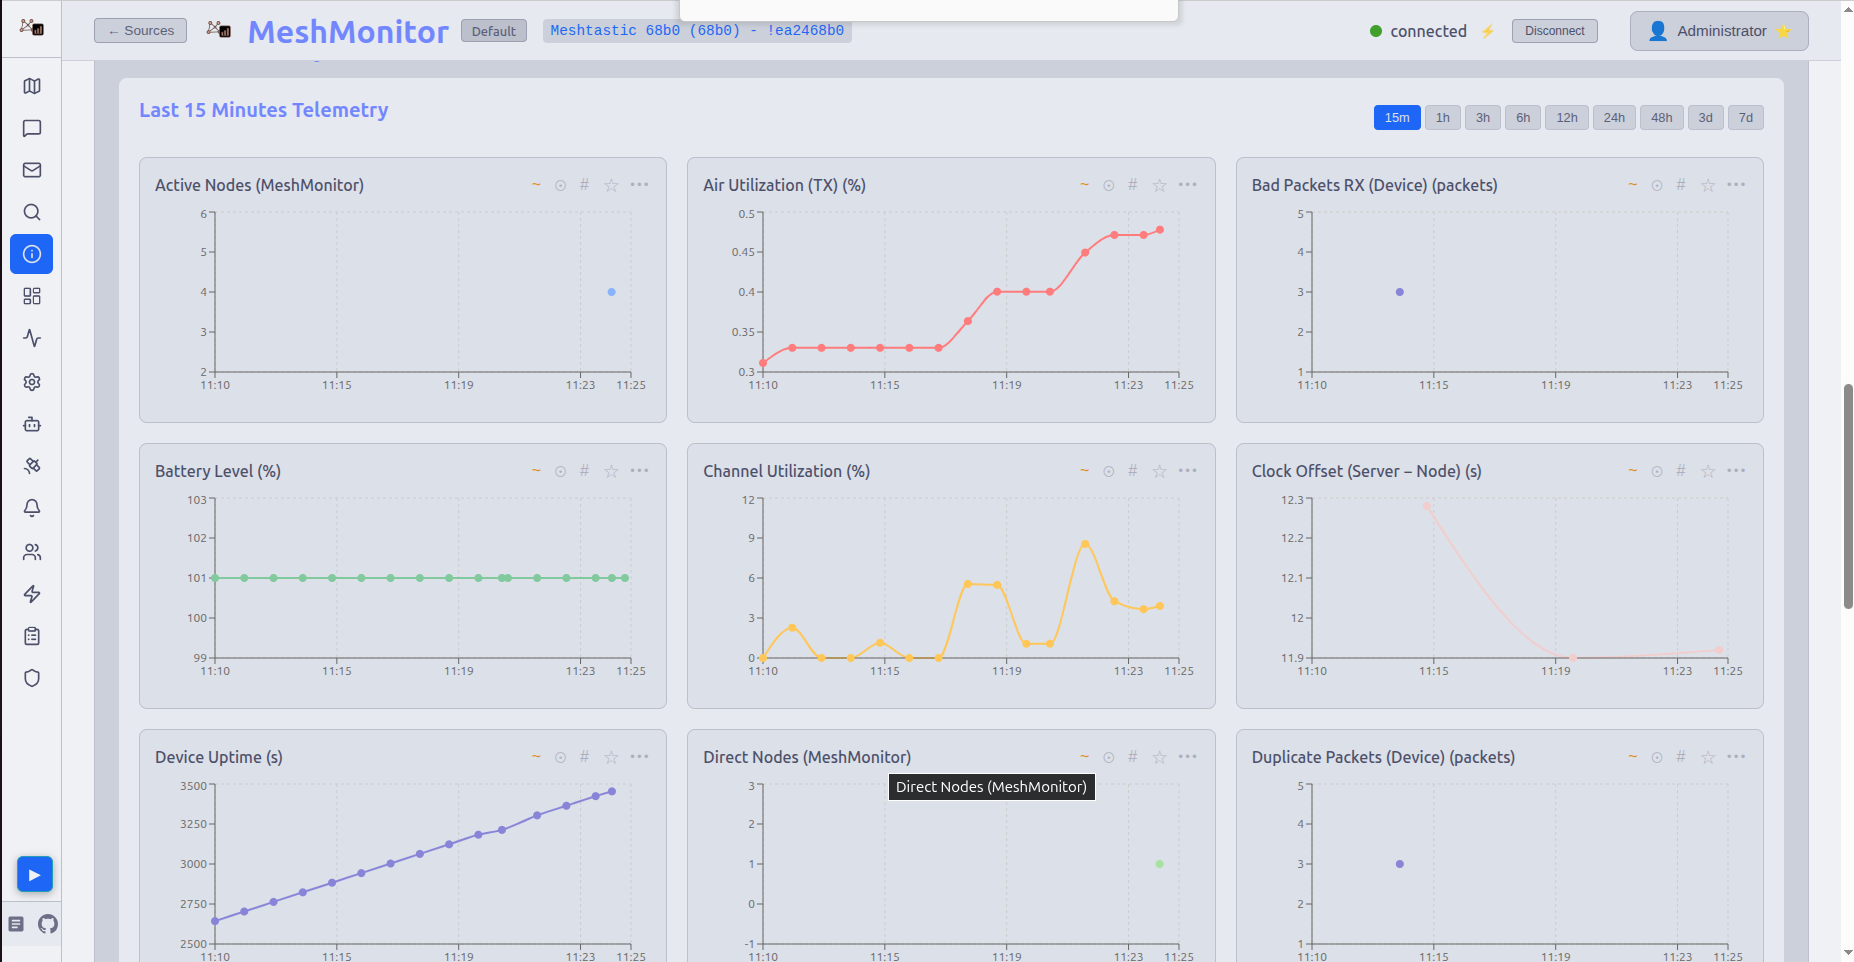 ← Sources
MeshMonitor
Default
Meshtastic 68b0 (68b0) - !ea2468b0
connected
Disconnect
Administrator
Last 15 Minutes Telemetry
15m
1h
3h
6h
12h
24h
48h
3d
7d
Active Nodes (MeshMonitor)
~ # ☆ •••
6
5
4
3
2
11:10 11:15 11:19 11:23 11:25
Air Utilization (TX) (%)
~ # ☆ •••
0.5
0.45
0.4
0.35
0.3
11:10 11:15 11:19 11:23 11:25
Bad Packets RX (Device) (packets)
~ # ☆ •••
5
4
3
2
1
11:10 11:15 11:19 11:23 11:25
Battery Level (%)
~ # ☆ •••
103
102
101
100
99
11:10 11:15 11:19 11:23 11:25
Channel Utilization (%)
~ # ☆ •••
12
9
6
3
0
11:10 11:15 11:19 11:23 11:25
Clock Offset (Server – Node) (s)
~ # ☆ •••
12.3
12.2
12.1
12
11.9
11:10 11:15 11:19 11:23 11:25
Device Uptime (s)
~ # ☆ •••
3500
3250
3000
2750
2500
11:10 11:15 11:19 11:23 11:25
Direct Nodes (MeshMonitor)
~ # ☆ •••
Direct Nodes (MeshMonitor)
3
2
1
0
-1
11:10 11:15 11:19 11:23 11:25
Duplicate Packets (Device) (packets)
~ # ☆ •••
5
4
3
2
1
11:10 11:15 11:19 11:23 11:25